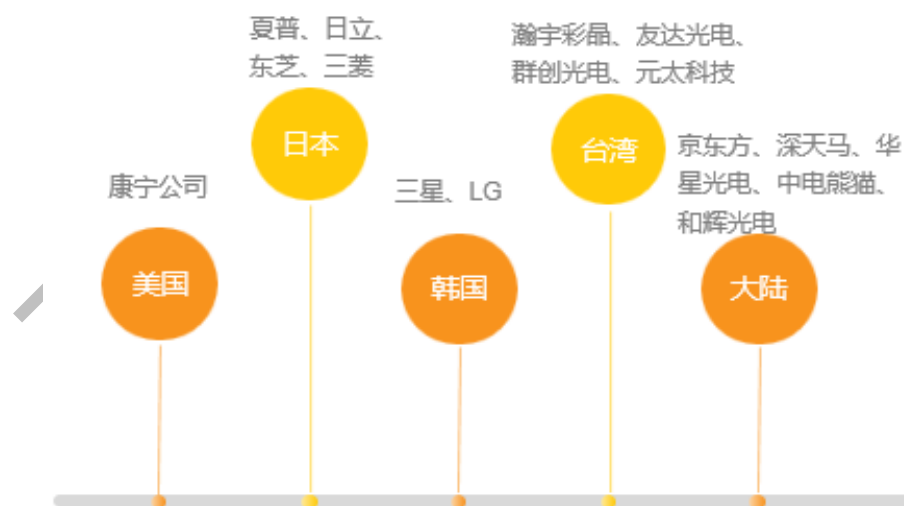 康宁公司
美国
夏普、日立、
东芝、三菱
日本
三星、LG
韩国
瀚宇彩晶、友达光电、
群创光电、元太科技
台湾
京东方、深天马、华
星光电、中电熊猫、
和辉光电
大陆